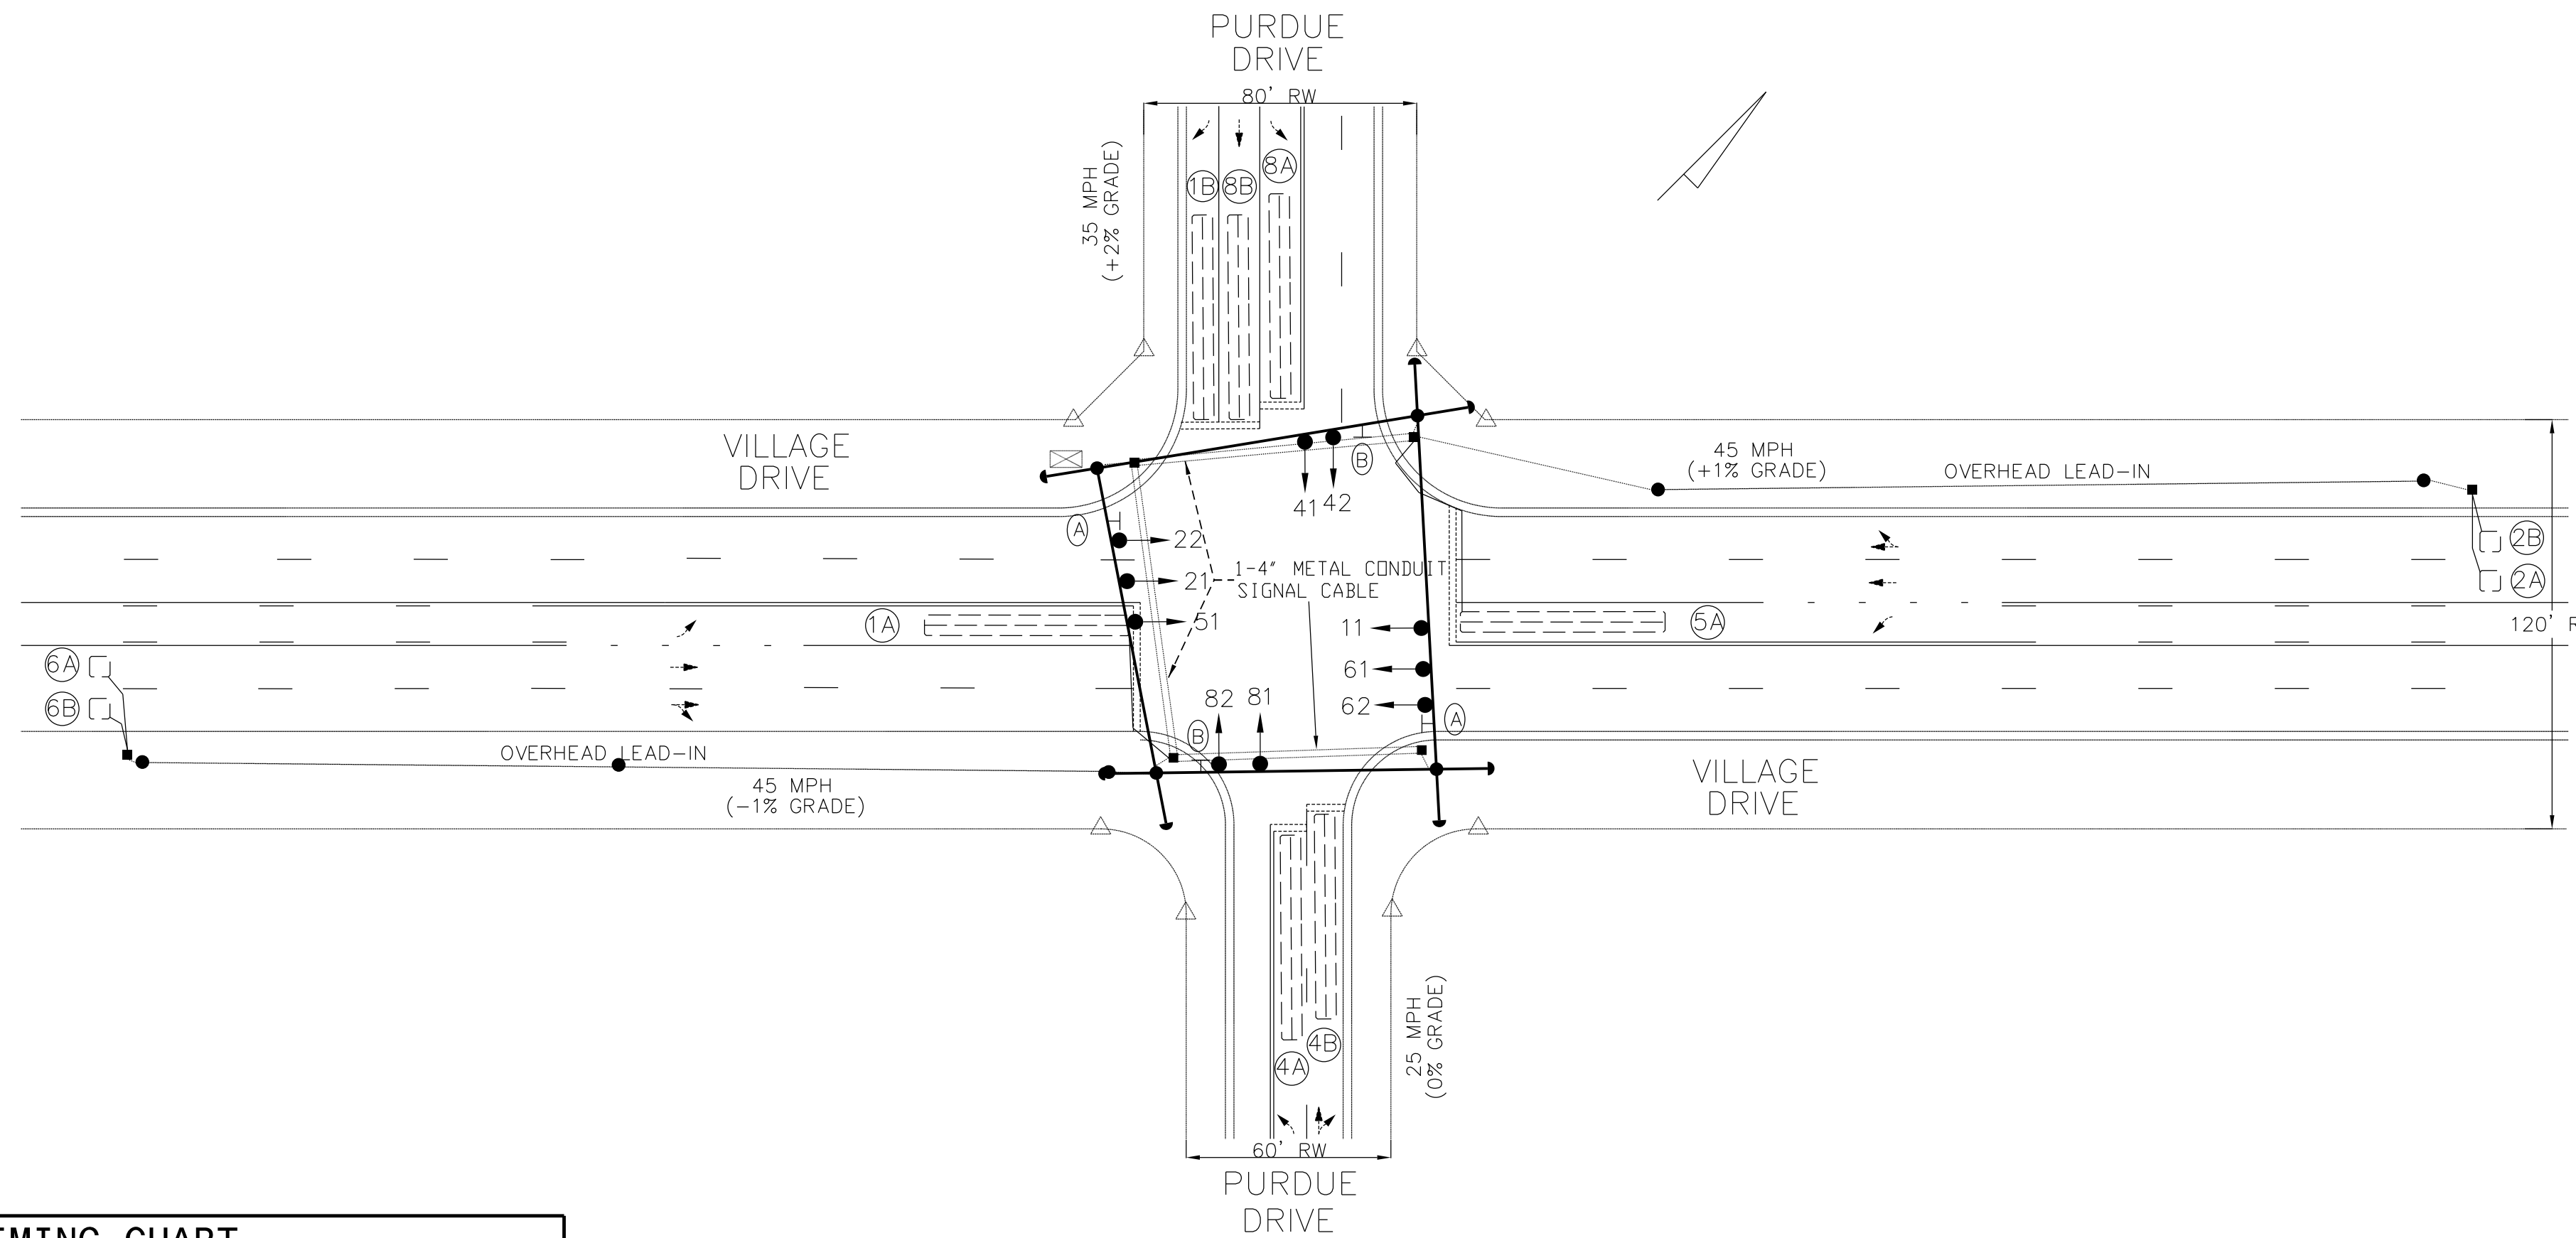 PURDUE
DRIVE
80' RW
35 MPH
(+2% GRADE)
1B
8B
8A
VILLAGE
DRIVE
45 MPH
(+1% GRADE)
OVERHEAD LEAD-IN
B
41
42
A
22
21
51
1-4" METAL CONDUIT
SIGNAL CABLE
2B
2A
1A
5A
120' R
11
61
62
6A
6B
82
81
B
A
OVERHEAD LEAD-IN
45 MPH
(-1% GRADE)
VILLAGE
DRIVE
4A
4B
25 MPH
(0% GRADE)
60' RW
PURDUE
DRIVE
MING CHART